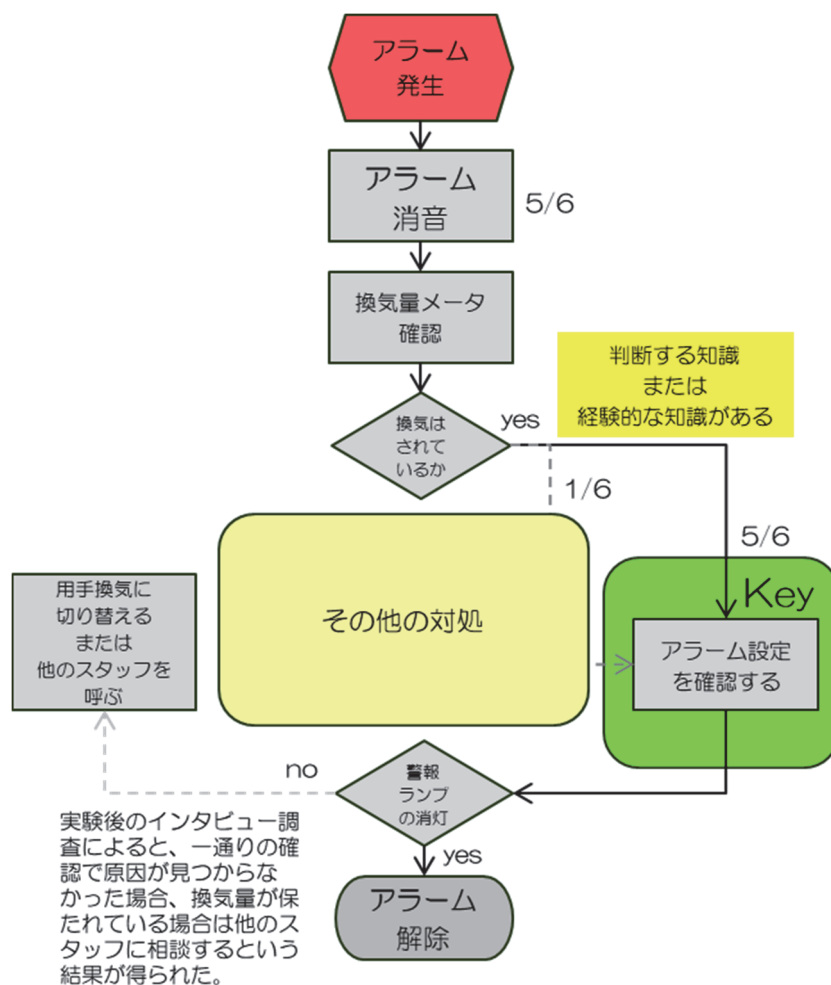 アラーム
発生
アラーム
消音
5/6
換気量メータ
確認
判断する知識
または
経験的な知識がある
換気は
されて
いるか
yes
1/6
5/6
Key
アラーム設定
を確認する
その他の対処
用手換気に
切り替える
または
他のスタッフを
呼ぶ
no
警報
ランプ
の消灯
yes
アラーム
解除
実験後のインタビュー調
査によると、一通りの確
認で原因が見つからな
かった場合、換気量が保
たれている場合は他のス
タッフに相談するという
結果が得られた。